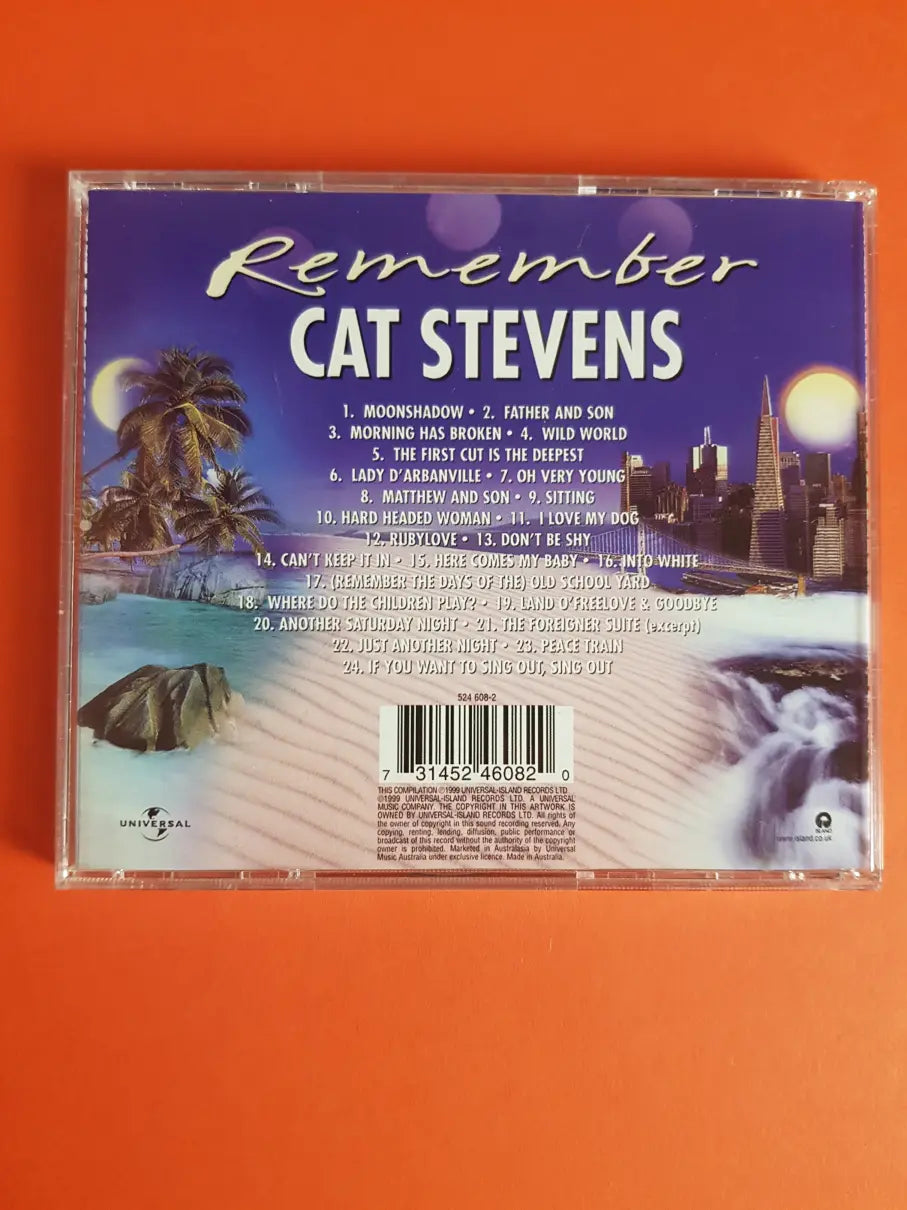 Remember
CAT STEVENS
1. MOONSHADOW • 2. FATHER AND SON
3. MORNING HAS BROKEN • 4. WILD WORLD
5. THE FIRST CUT IS THE DEEPEST
6. LADY D'ARBANVILLE • 7. OH VERY YOUNG
8. MATTHEW AND SON • 9. SITTING
10. HARD HEADED WOMAN • 11. I LOVE MY DOG
12. RUBYLOVE • 13. DON'T BE SHY
14. CAN'T KEEP IT IN • 15. HERE COMES MY BABY • 16. INTO WHITE
17. (REMEMBER THE DAYS OF THE) OLD SCHOOL YARD
18. WHERE DO THE CHILDREN PLAY? • 19. LAND O'FREELOVE & GOODBYE
20. ANOTHER SATURDAY NIGHT • 21. THE FOREIGNER SUITE (excerpt)
22. JUST ANOTHER NIGHT • 23. PEACE TRAIN
24. IF YOU WANT TO SING OUT, SING OUT
524 608-2
7 31452 46082 0
THIS COMPILATION ℗1999 UNIVERSAL-ISLAND RECORDS LTD.
©1999 UNIVERSAL-ISLAND RECORDS LTD. A UNIVERSAL
MUSIC COMPANY. THE COPYRIGHT IN THIS ARTWORK IS
OWNED BY UNIVERSAL-ISLAND RECORDS LTD. All rights of
the owner of copyright in this sound recording reserved. Any
copying, renting, lending, diffusion, public performance or
broadcast of this record without the authority of the copyright
owner is prohibited. Marketed in Australasia by Universal
Music Australia under exclusive licence. Made in Australia.
UNIVERSAL
ISLAND
www.island.co.uk